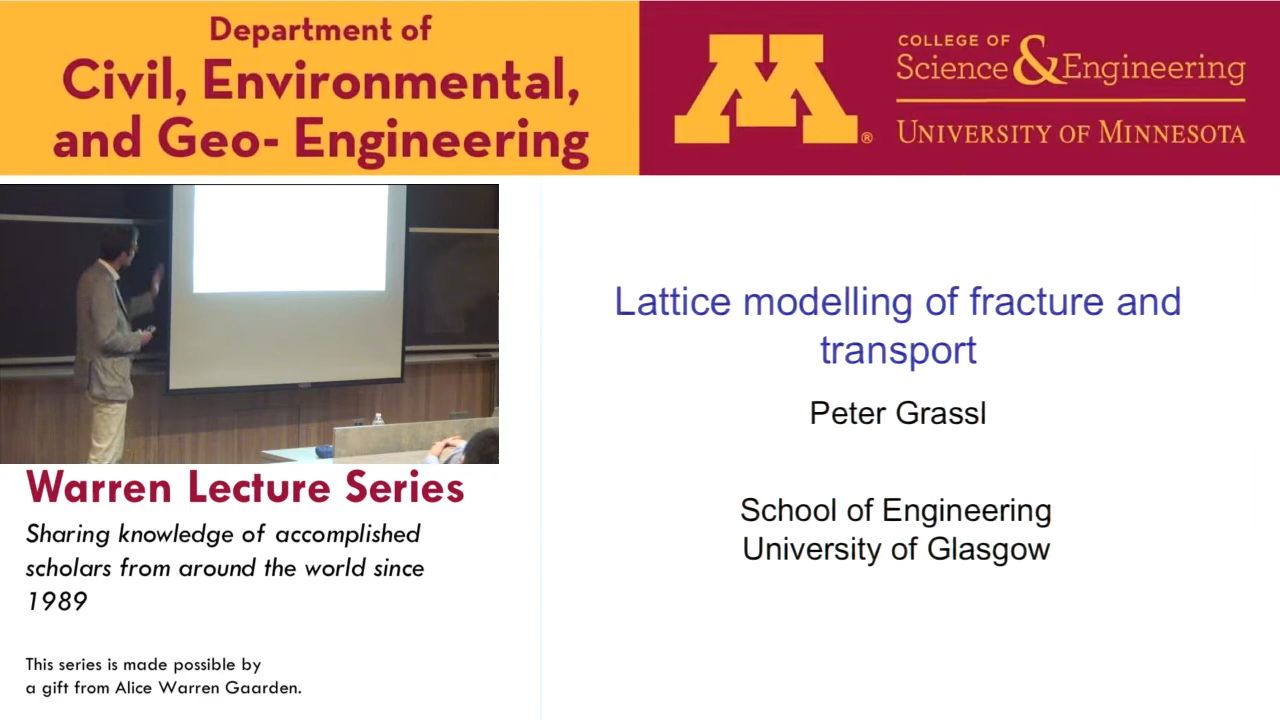 Department of
Civil, Environmental,
and Geo- Engineering
M
®
COLLEGE OF
Science & Engineering
UNIVERSITY OF MINNESOTA
Warren Lecture Series
Sharing knowledge of accomplished
scholars from around the world since
1989
This series is made possible by
a gift from Alice Warren Gaarden.
Lattice modelling of fracture and
transport
Peter Grassl
School of Engineering
University of Glasgow